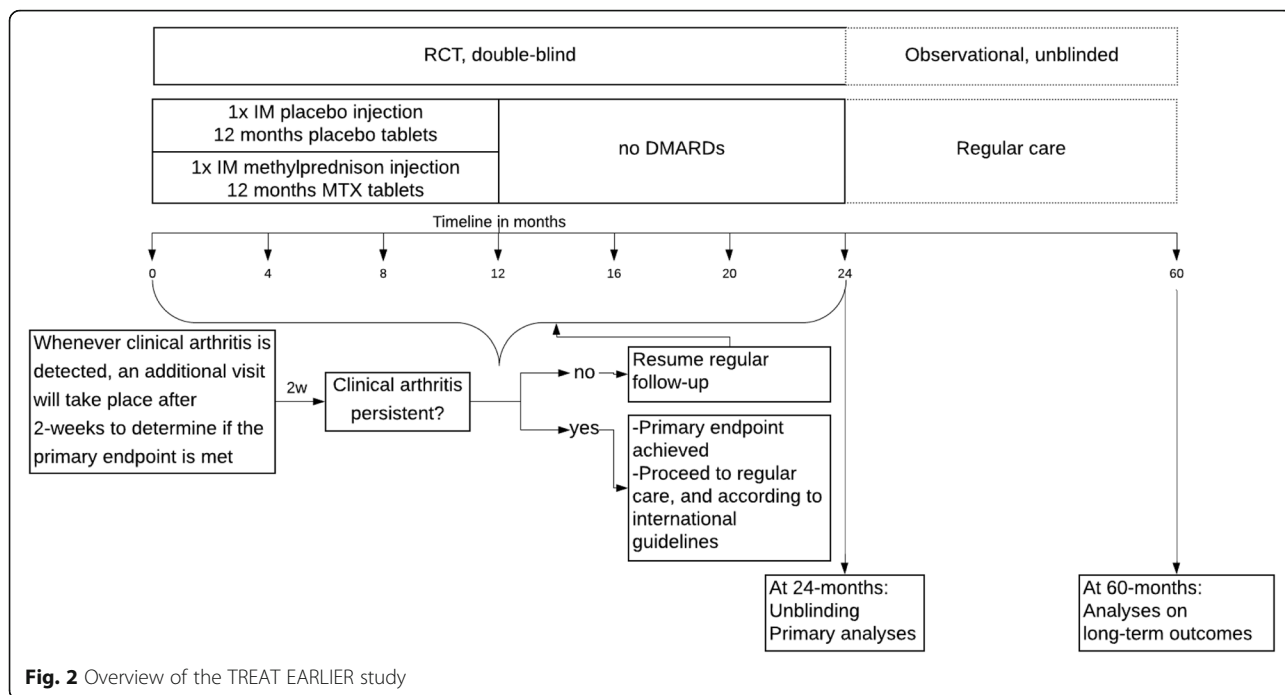 RCT, double-blind
Observational, unblinded
1x IM placebo injection
12 months placebo tablets
1x IM methylprednison injection
12 months MTX tablets
no DMARDs
Regular care
Timeline in months
0
4
8
12
16
20
24
60
Whenever clinical arthritis is
detected, an additional visit
will take place after
2-weeks to determine if the
primary endpoint is met
2w
Clinical arthritis
persistent?
no
Resume regular
follow-up
yes
-Primary endpoint
achieved
-Proceed to regular
care, and according to
international
guidelines
At 24-months:
Unblinding
Primary analyses
At 60-months:
Analyses on
long-term outcomes
Fig. 2 Overview of the TREAT EARLIER study